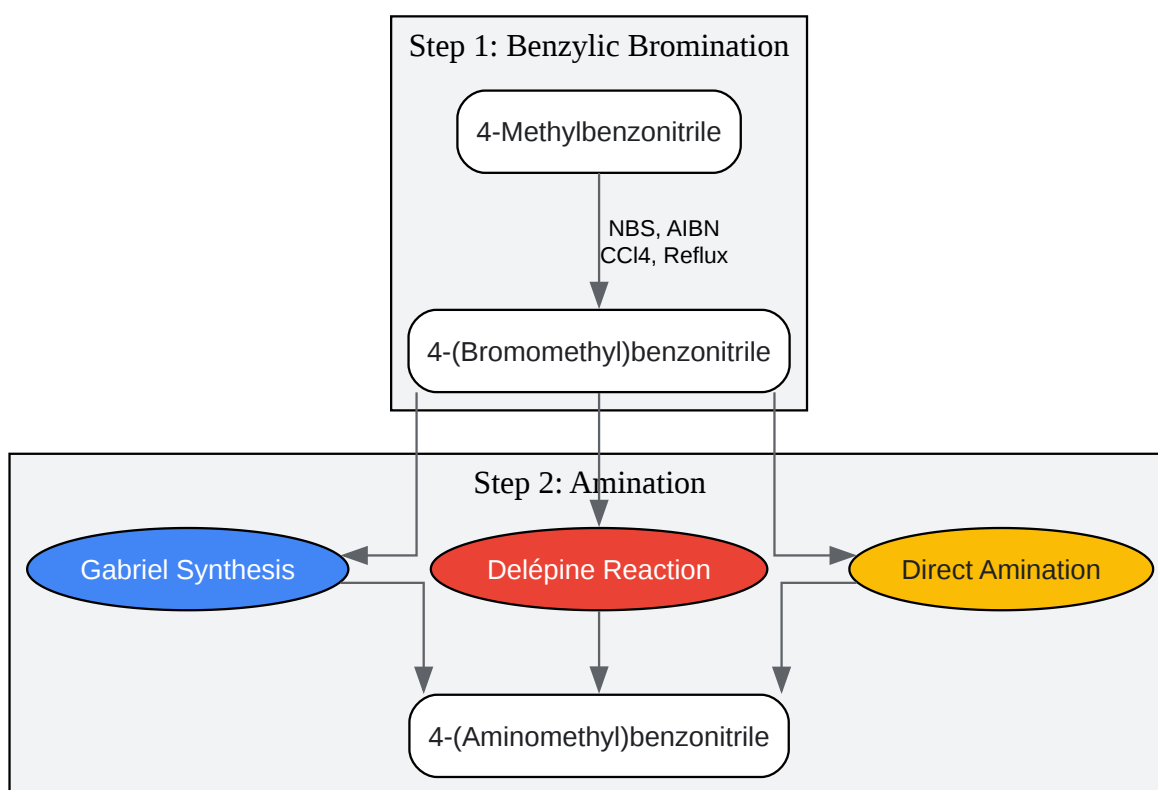 Step 1: Benzylic Bromination
4-Methylbenzonitrile
NBS, AIBN
CCl4, Reflux
4-(Bromomethyl)benzonitrile
Step 2: Amination
Gabriel Synthesis
Delépine Reaction
Direct Amination
4-(Aminomethyl)benzonitrile